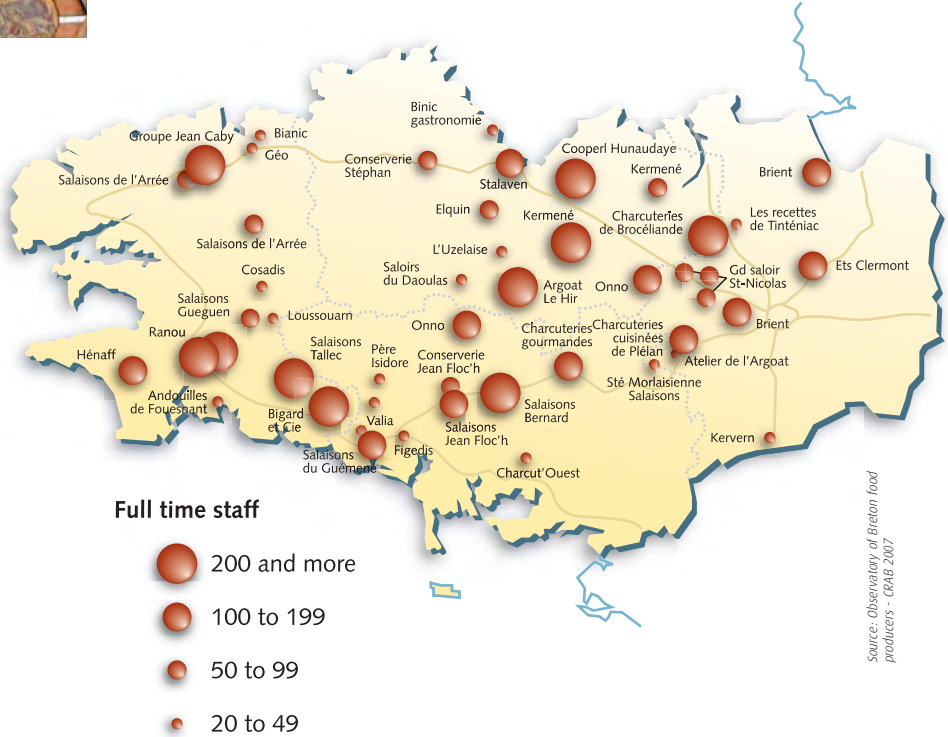 Binic
gastronomie
Groupe Jean Caby
Bianic
Géo
Conserverie
Stéphan
Cooperl Hunaudaye
Kermené
Brient
Salaisons de l'Arrée
Stalaven
Elquin
Kermené
Charcuteries
de Brocéliande
Les recettes
de Tinténiac
Salaisons de l'Arrée
L'Uzelaise
Cosadis
Saloirs
du Daoulas
Argoat
Le Hir
Onno
Gd saloir
St-Nicolas
Ets Clermont
Salaisons
Gueguen
Loussouarn
Onno
Brient
Ranou
Salaisons
Tallec
Père
Isidore
Conserverie
Jean Floc'h
Charcuteries
gourmandes
Charcuteries
cuisinées
de Plélan
Atelier de l'Argoat
Hénaff
Sté Morlaisienne
Salaisons
Andouilles
de Fouesnant
Bigard
et Cie
Valia
Salaisons
Bernard
Salaisons
Jean Floc'h
Figedis
Kervern
Salaisons
du Guémené
Charcut'Ouest
Full time staff
200 and more
100 to 199
50 to 99
20 to 49
Source: Observatory of Breton food
producers - CRAB 2007